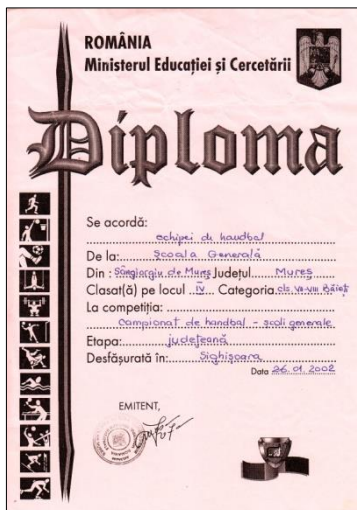 ROMÂNIA
Ministerul Educației și Cercetării
Diploma
Se acordă:
echipei de handbal
De la: Școala Generală
Din : Sângiorgiu de Mureș Județul Mureș
Clasat(ă) pe locul IV Categoria cls. VII-VIII Băieți
La competiția:
Campionat de handbal - școli generale
Etapa: județeană
Desfășurată în: Sighișoara
Data 26.01.2002
EMITENT,